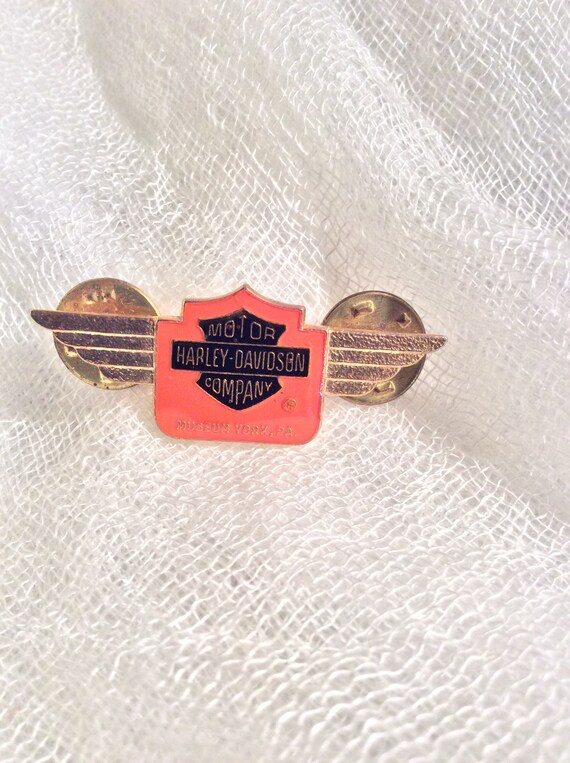 MOTOR
HARLEY-DAVIDSON
COMPANY
®
MUSEUM YORK, PA.